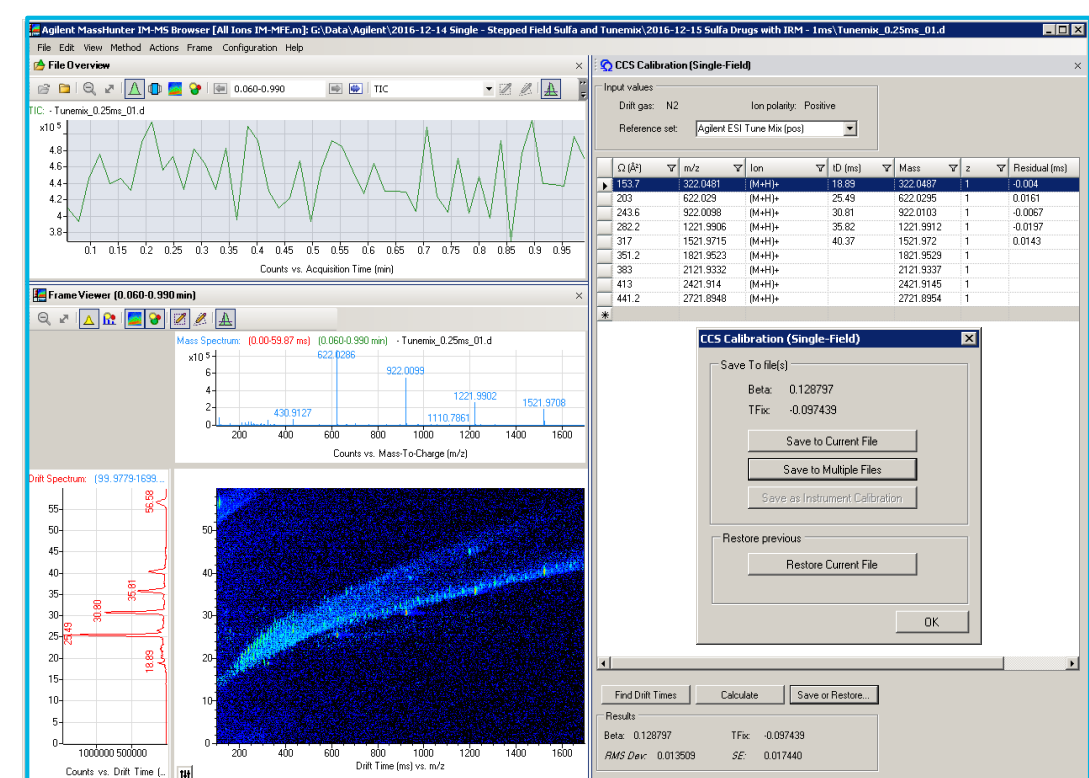 Agilent MassHunter IM-MS Browser [All Ions IM-MFE.m]: G:\Data\Agilent\2016-12-14 Single - Stepped Field Sulfa and Tunemix\2016-12-15 Sulfa Drugs with IRM - 1ms\Tunemix_0.25ms_01.d
File Edit View Method Actions Frame Configuration Help
File Overview
0.060-0.990 TIC
TIC: - Tunemix_0.25ms_01.d
x10 5
4.8
4.6
4.4
4.2
4
3.8
0.1 0.15 0.2 0.25 0.3 0.35 0.4 0.45 0.5 0.55 0.6 0.65 0.7 0.75 0.8 0.85 0.9 0.95
Counts vs. Acquisition Time (min)
Frame Viewer (0.060-0.990 min)
Mass Spectrum: (0.00-59.87 ms) (0.060-0.990 min) - Tunemix_0.25ms_01.d
x10 5
6
4
2
0
430.9127
622.0286
922.0099
1110.7861
1221.9902
1521.9708
200 400 600 800 1000 1200 1400 1600
Counts vs. Mass-To-Charge (m/z)
Drift Spectrum: (99.9779-1699...
55
50
45
40
35
30
25
20
15
10
5
0
56.58
35.81
30.80
25.49
18.89
1000000 500000
Counts vs. Drift Time (...
50
40
30
20
10
0
200 400 600 800 1000 1200 1400 1600
Drift Time (ms) vs. m/z
CCS Calibration (Single-Field)
Input values
Drift gas: N2 Ion polarity: Positive
Reference set: Agilent ESI Tune Mix (pos)
Ω (Å²) m/z Ion tD (ms) Mass z Residual (ms)
153.7 322.0481 (M+H)+ 18.89 322.0487 1 -0.004
203 622.029 (M+H)+ 25.49 622.0295 1 0.0161
243.6 922.0098 (M+H)+ 30.81 922.0103 1 -0.0067
282.2 1221.9906 (M+H)+ 35.82 1221.9912 1 -0.0197
317 1521.9715 (M+H)+ 40.37 1521.972 1 0.0143
351.2 1821.9523 (M+H)+ 1821.9529 1
383 2121.9332 (M+H)+ 2121.9337 1
413 2421.914 (M+H)+ 2421.9145 1
441.2 2721.8948 (M+H)+ 2721.8954 1
CCS Calibration (Single-Field)
Save To file(s)
Beta: 0.128797
TFix: -0.097439
Save to Current File
Save to Multiple Files
Save as Instrument Calibration
Restore previous
Restore Current File
OK
Find Drift Times Calculate Save or Restore...
Results
Beta: 0.128797 TFix: -0.097439
RMS Dev: 0.013509 SE: 0.017440